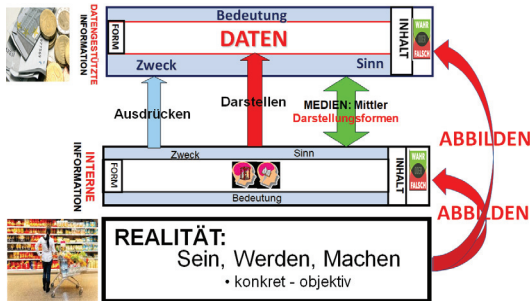 DATENGESTÜTZTE
INFORMATION
FORM
Bedeutung
DATEN
Zweck
Sinn
INHALT
WAHR
FALSCH
Ausdrücken
Darstellen
MEDIEN: Mittler
Darstellungsformen
ABBILDEN
INTERNE
INFORMATION
FORM
Zweck
Sinn
Bedeutung
INHALT
WAHR
FALSCH
ABBILDEN
REALITÄT:
Sein, Werden, Machen
• konkret - objektiv